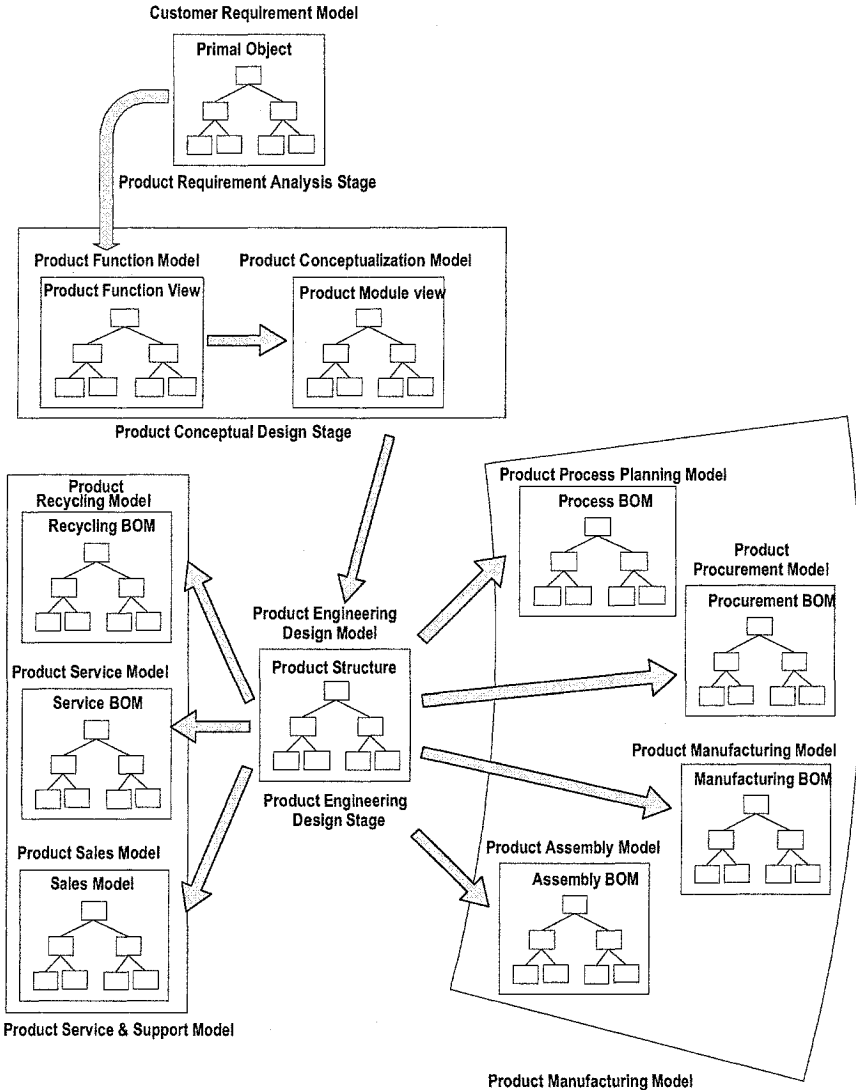 Customer Requirement Model
Primal Object
Product Requirement Analysis Stage
Product Function Model
Product Conceptualization Model
Product Function View
Product Module view
Product Conceptual Design Stage
Product
Recycling Model
Recycling BOM
Product Service Model
Service BOM
Product Sales Model
Sales Model
Product Service & Support Model
Product Engineering
Design Model
Product Structure
Product Engineering
Design Stage
Product Process Planning Model
Process BOM
Product
Procurement Model
Procurement BOM
Product Manufacturing Model
Manufacturing BOM
Product Assembly Model
Assembly BOM
Product Manufacturing Model